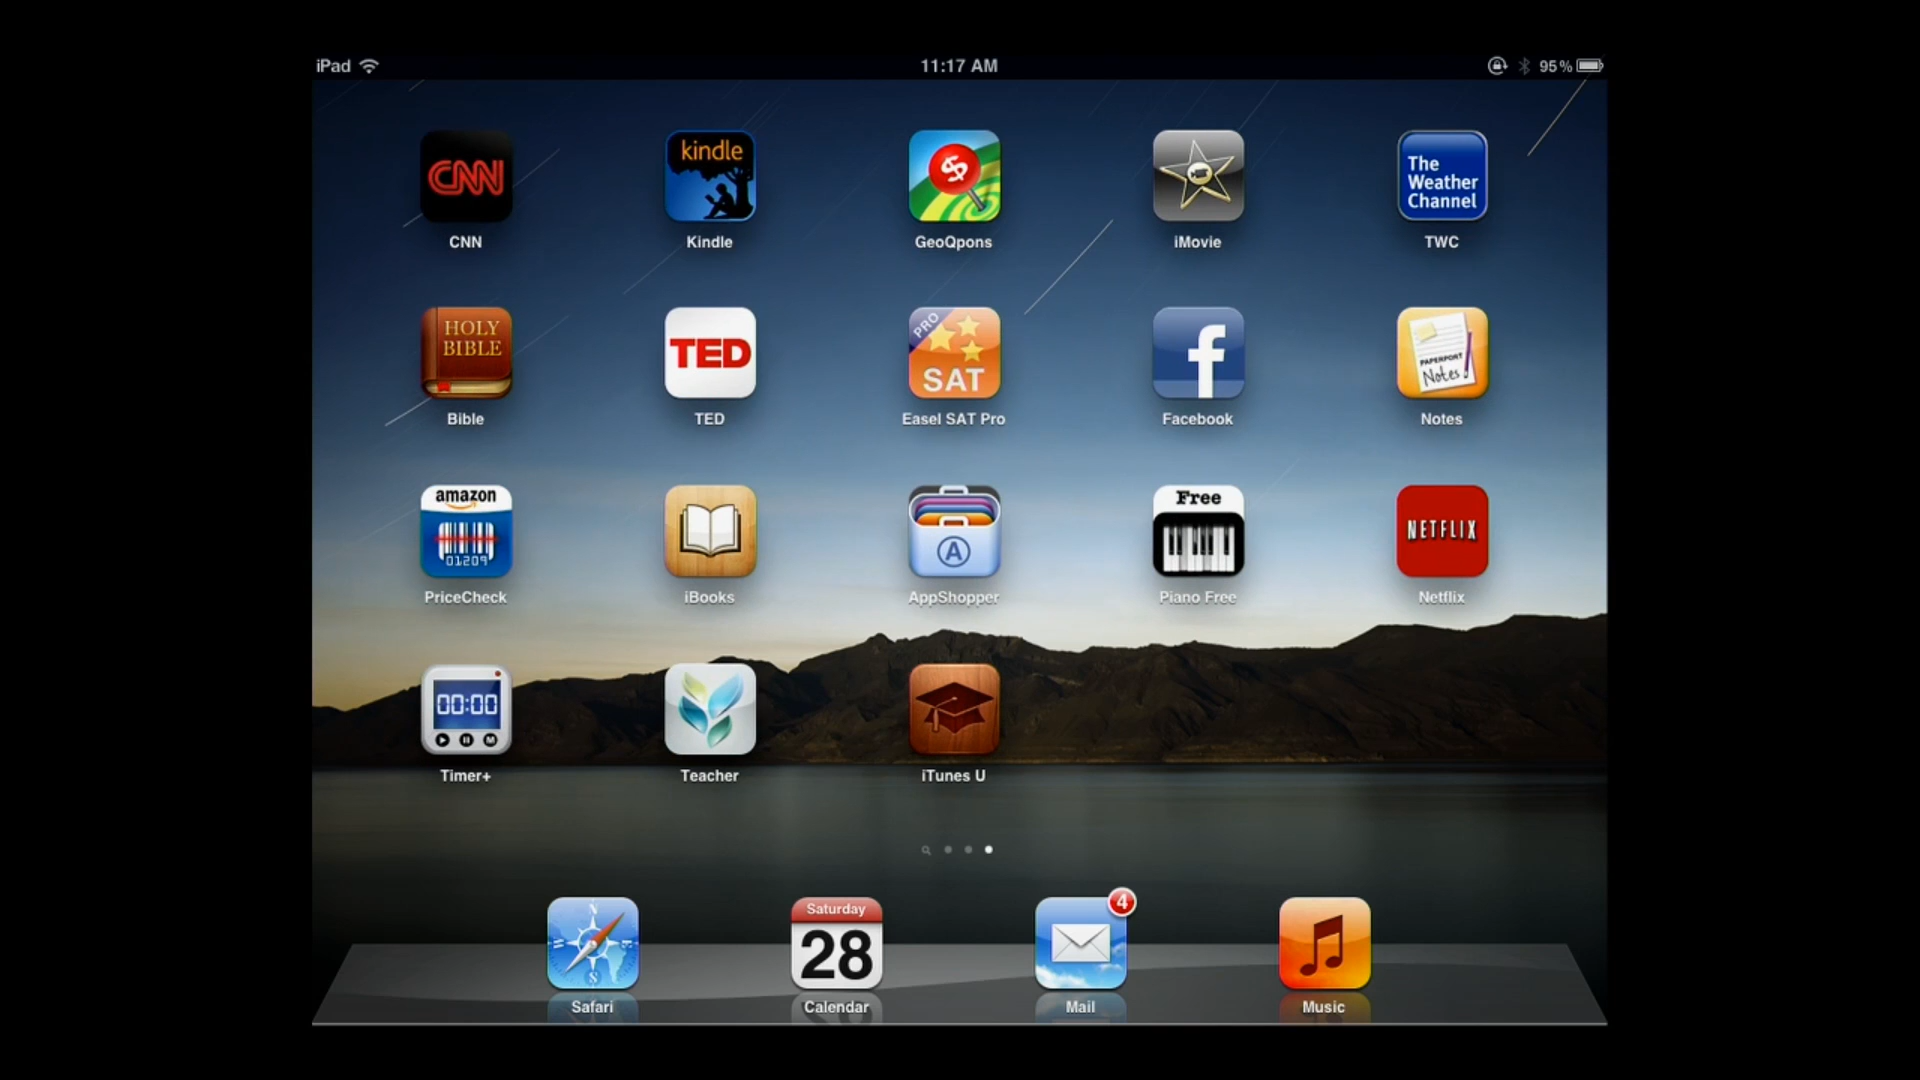 iPad
11:17 AM
95%
CNN
kindle
$
The
Weather
Channel
CNN
Kindle
GeoQpons
iMovie
TWC
HOLY
BIBLE
TED
PRO
SAT
f
PAPERPORT
Notes
Bible
TED
Easel SAT Pro
Facebook
Notes
amazon
01209
A
Free
NETFLIX
PriceCheck
iBooks
AppShopper
Piano Free
Netflix
00:00
M
Timer+
Teacher
iTunes U
N
S
Saturday
28
4
Safari
Calendar
Mail
Music